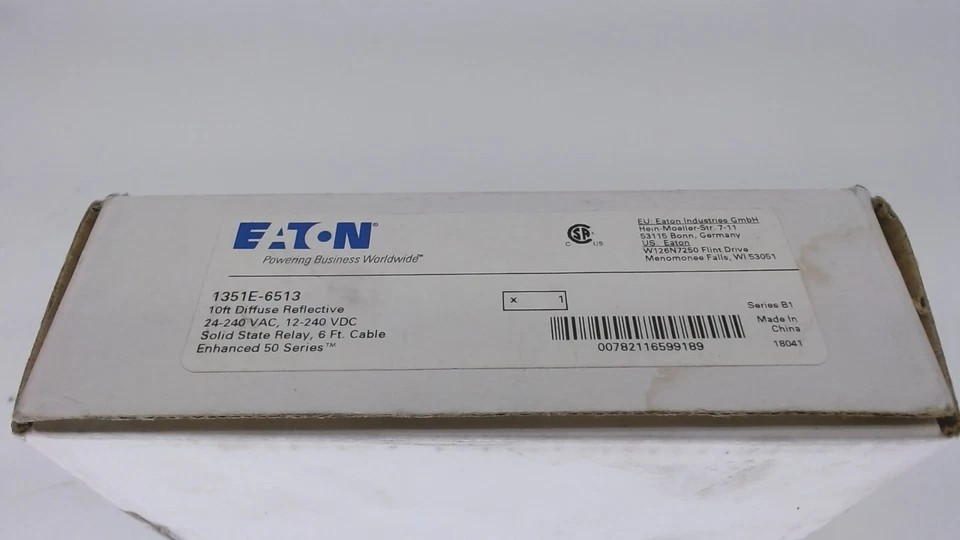 EATON®
Powering Business Worldwide™
C SA US
EU: Eaton Industries GmbH
Hein-Moeller-Str. 7-11
53115 Bonn, Germany
US Eaton
W126N7250 Flint Drive
Menomonee Falls, WI 53051
1351E-6513
10ft Diffuse Reflective
24-240 VAC, 12-240 VDC
Solid State Relay, 6 Ft. Cable
Enhanced 50 Series™
x 1
00782116599189
Series B1
Made In
China
18041